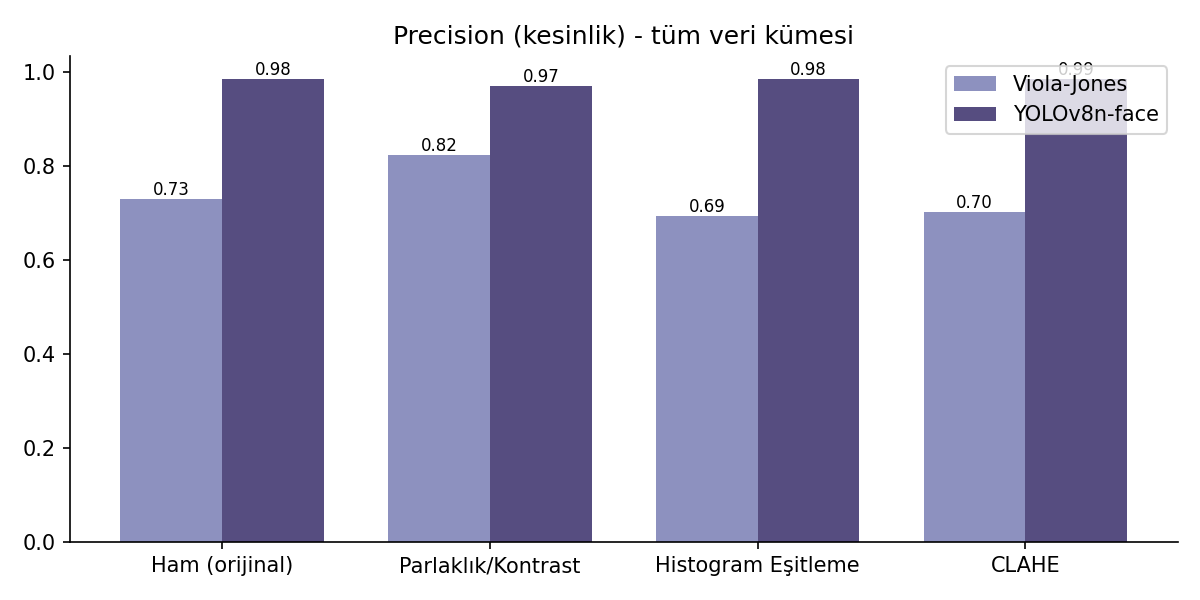 Precision (kesinlik) - tüm veri kümesi
1.0
0.8
0.6
0.4
0.2
0.0
0.73
0.98
0.82
0.97
0.69
0.98
0.70
0.99
Viola-Jones
YOLOv8n-face
Ham (orijinal)
Parlaklık/Kontrast
Histogram Eşitleme
CLAHE